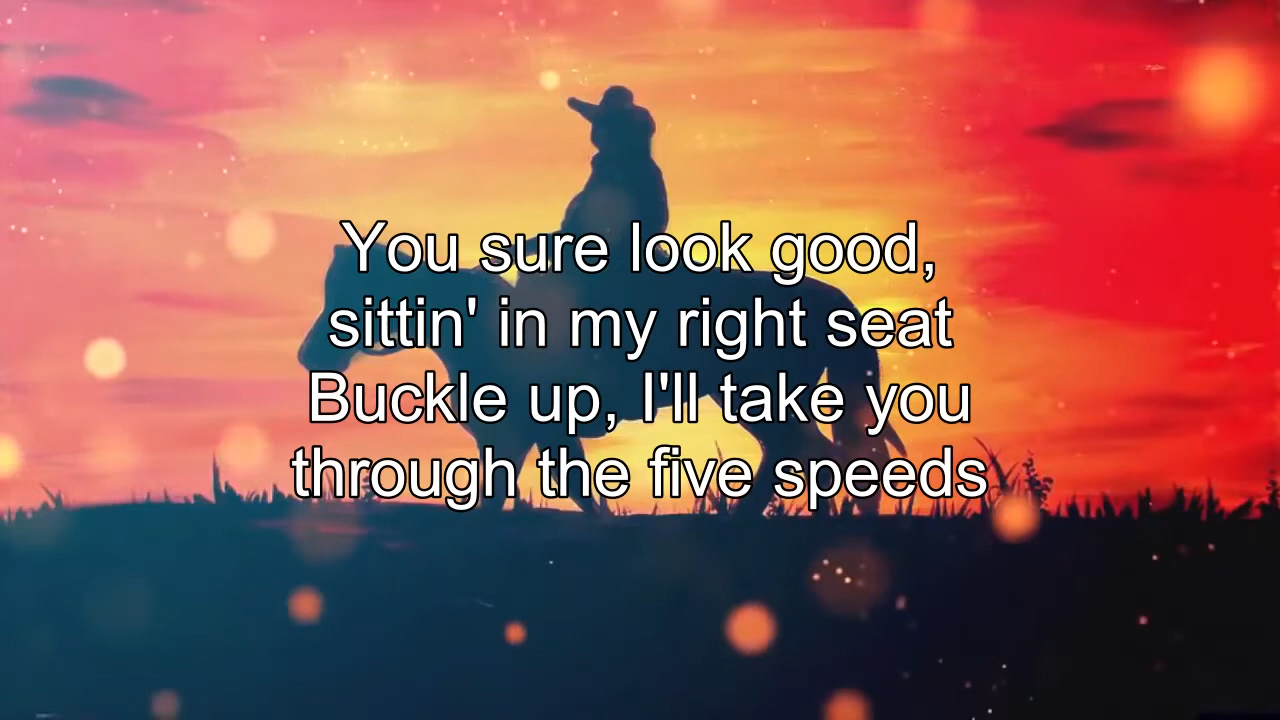 You sure look good,
sittin' in my right seat
Buckle up, I'll take you
through the five speeds